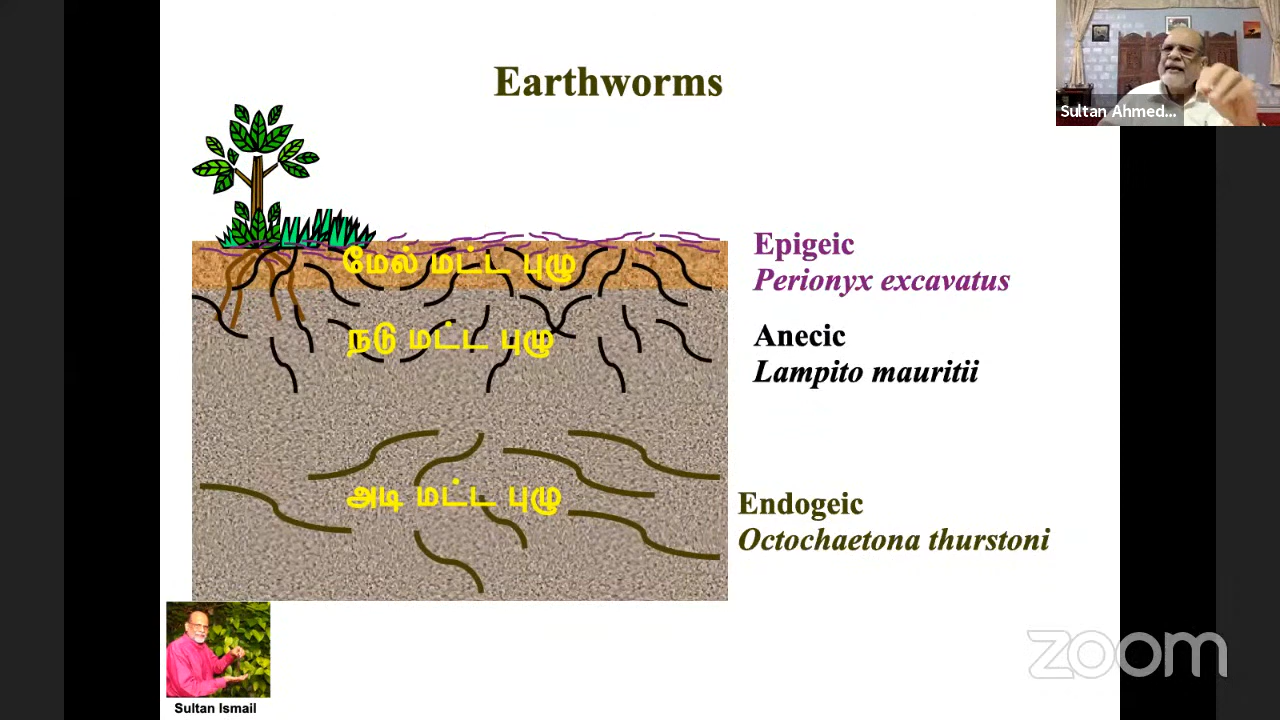 Earthworms
Sultan Ahmed...
மேல் மட்ட புழு
Epigeic
Perionyx excavatus
நடு மட்ட புழு
Anecic
Lampito mauritii
அடி மட்ட புழு
Endogeic
Octochaetona thurstoni
zoom
Sultan Ismail